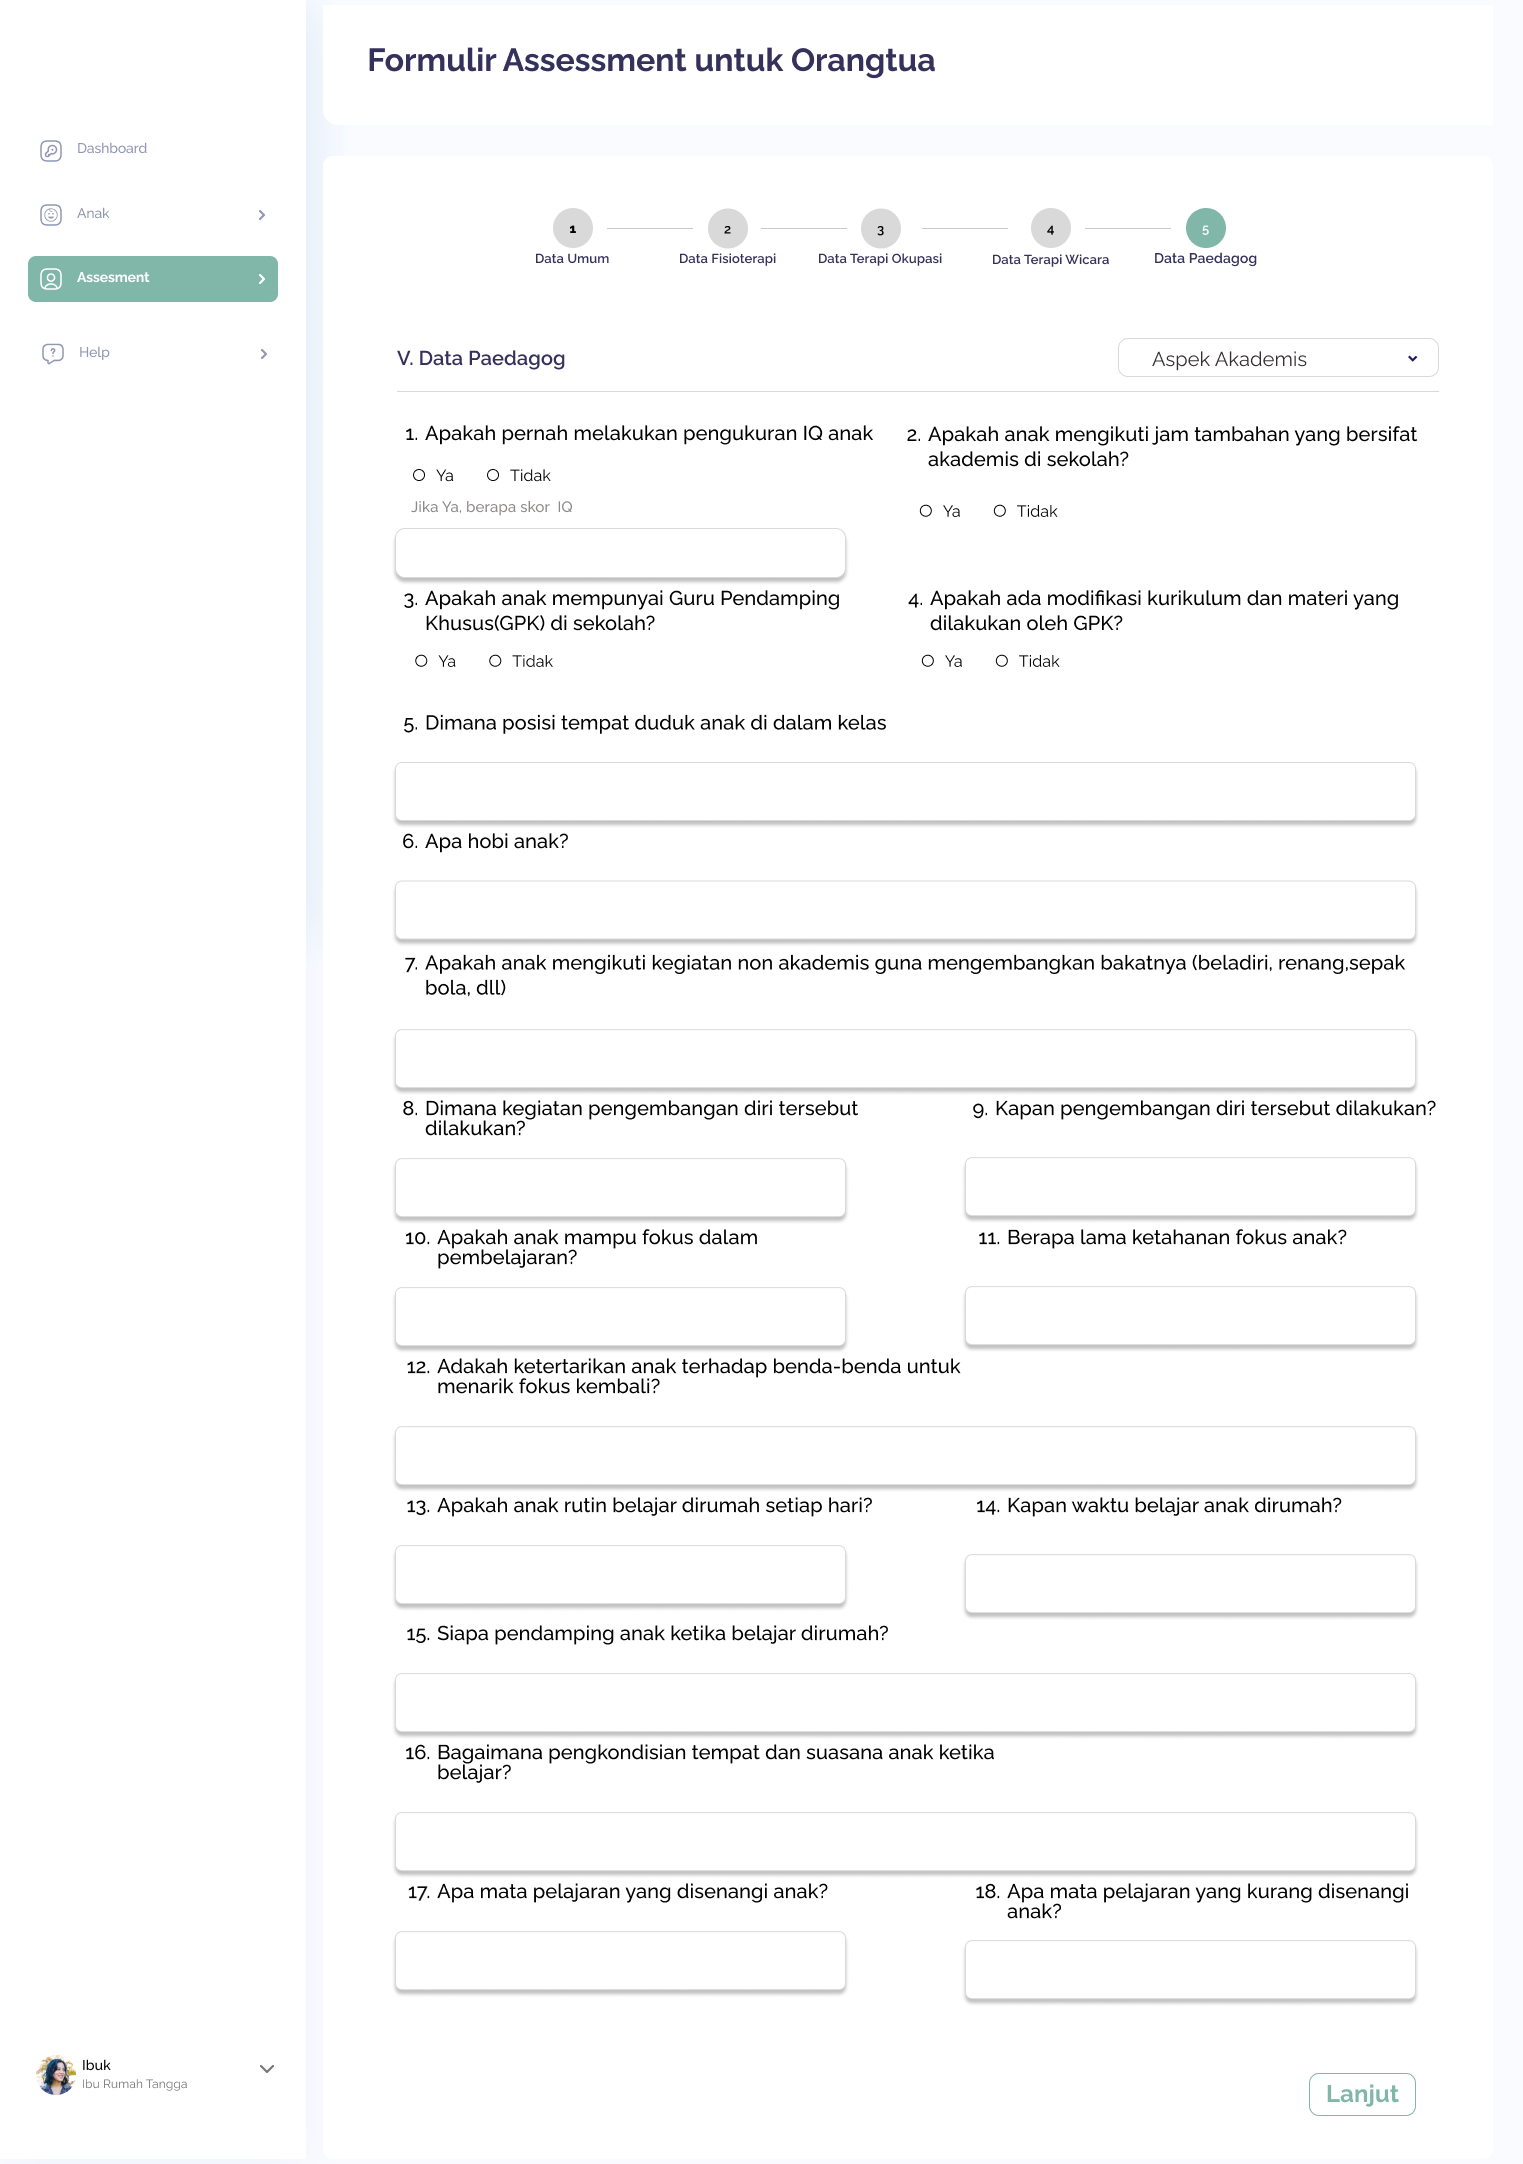 Formulir Assessment untuk Orangtua
Dashboard
Anak
Assesment
Help
1
2
3
4
5
Data Umum
Data Fisioterapi
Data Terapi Okupasi
Data Terapi Wicara
Data Paedagog
V. Data Paedagog
Aspek Akademis
1. Apakah pernah melakukan pengukuran IQ anak
Ya
Tidak
Jika Ya, berapa skor IQ
2. Apakah anak mengikuti jam tambahan yang bersifat
akademis di sekolah?
Ya
Tidak
3. Apakah anak mempunyai Guru Pendamping
Khusus(GPK) di sekolah?
Ya
Tidak
4. Apakah ada modifikasi kurikulum dan materi yang
dilakukan oleh GPK?
Ya
Tidak
5. Dimana posisi tempat duduk anak di dalam kelas
6. Apa hobi anak?
7. Apakah anak mengikuti kegiatan non akademis guna mengembangkan bakatnya (beladiri, renang,sepak
bola, dll)
8. Dimana kegiatan pengembangan diri tersebut
dilakukan?
9. Kapan pengembangan diri tersebut dilakukan?
10. Apakah anak mampu fokus dalam
pembelajaran?
11. Berapa lama ketahanan fokus anak?
12. Adakah ketertarikan anak terhadap benda-benda untuk
menarik fokus kembali?
13. Apakah anak rutin belajar dirumah setiap hari?
14. Kapan waktu belajar anak dirumah?
15. Siapa pendamping anak ketika belajar dirumah?
16. Bagaimana pengkondisian tempat dan suasana anak ketika
belajar?
17. Apa mata pelajaran yang disenangi anak?
18. Apa mata pelajaran yang kurang disenangi
anak?
Ibuk
Ibu Rumah Tangga
Lanjut